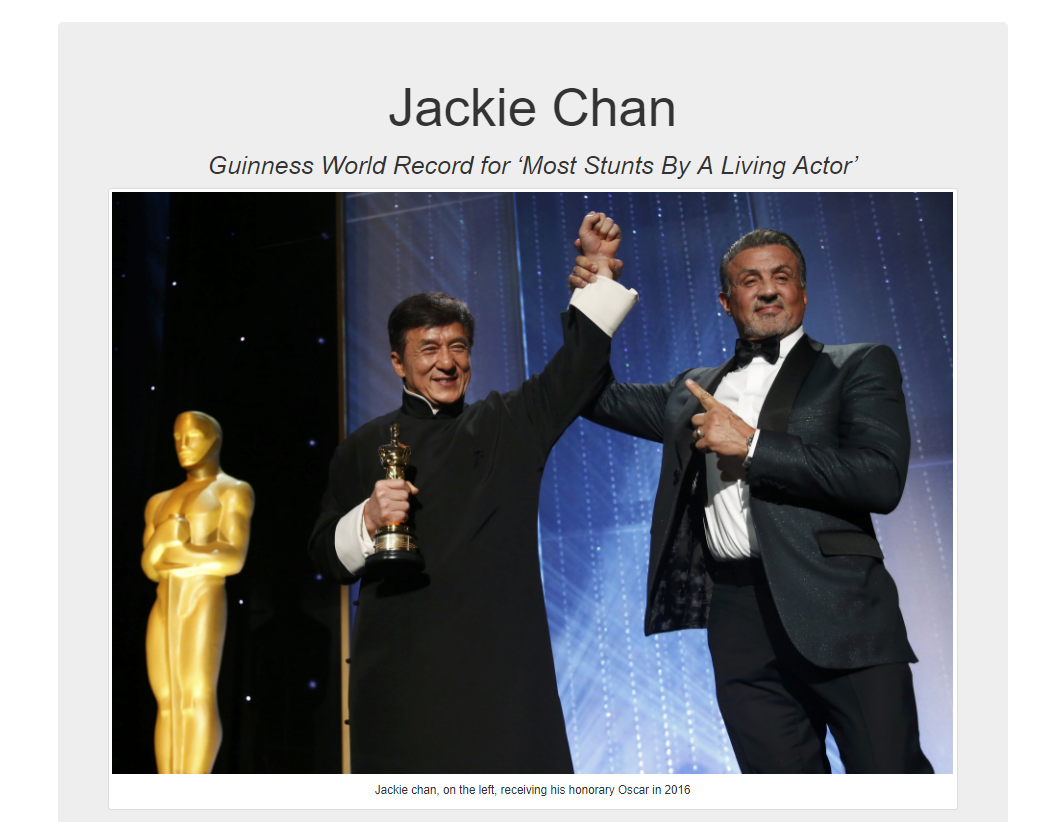 Jackie Chan
Guinness World Record for ‘Most Stunts By A Living Actor’
Jackie chan, on the left, receiving his honorary Oscar in 2016